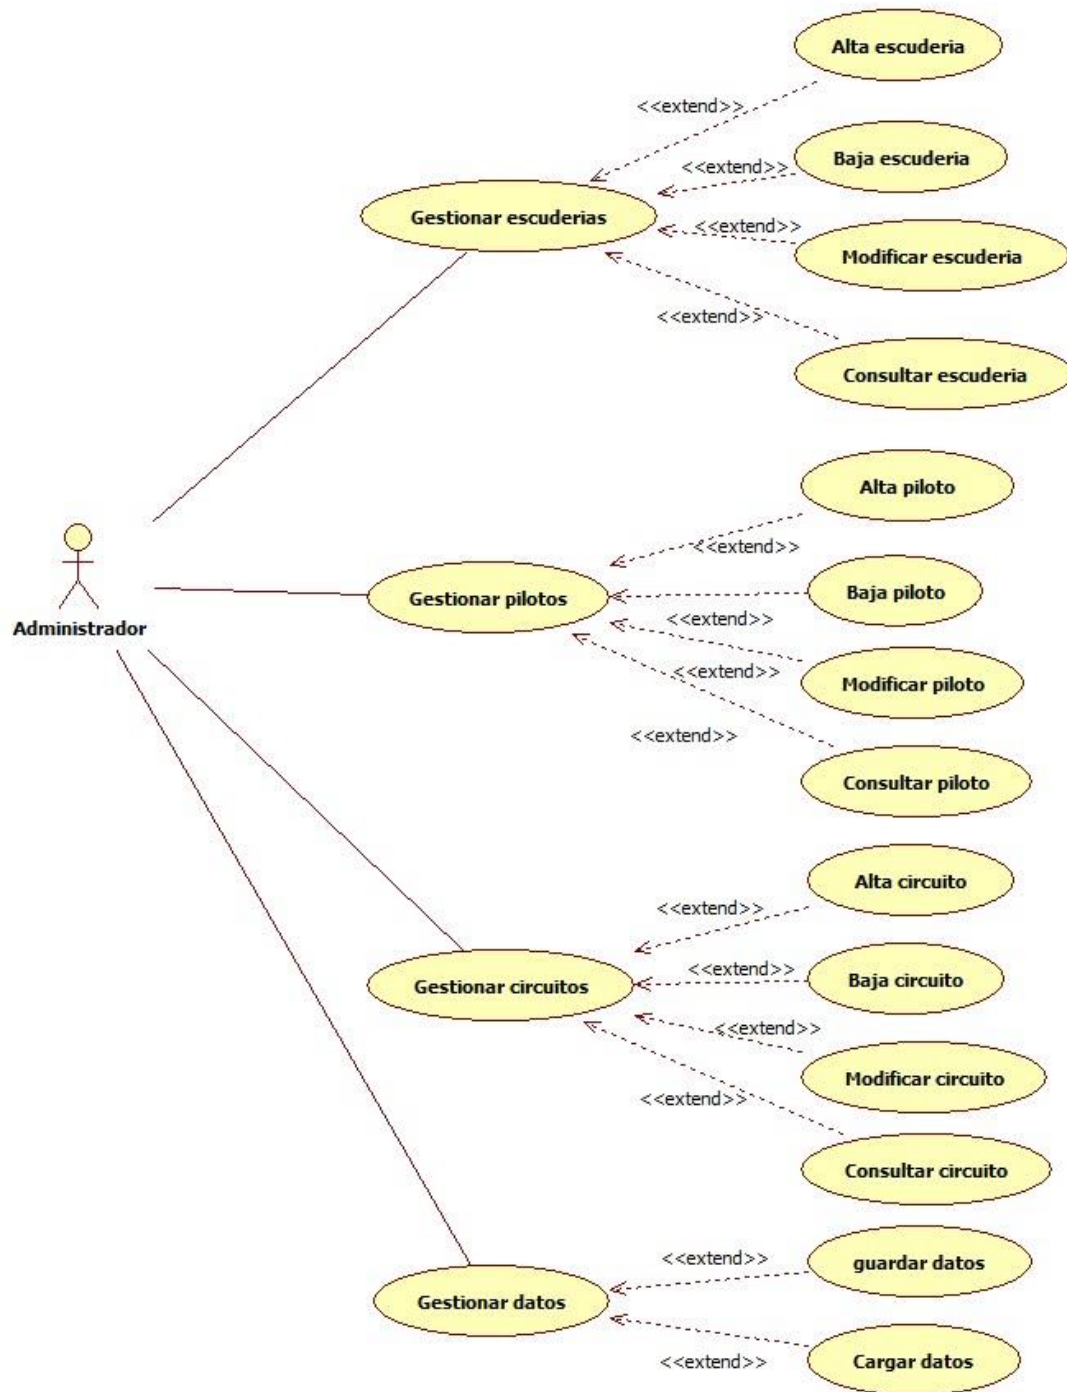 Alta escuderia
<<extend>>
Baja escuderia
<<extend>>
Gestionar escuderias
<<extend>>
Modificar escuderia
<<extend>>
Consultar escuderia
Alta piloto
<<extend>>
Baja piloto
Gestionar pilotos
<<extend>>
Administrador
<<extend>>
Modificar piloto
<<extend>>
Consultar piloto
Alta circuito
<<extend>>
<<extend>>
Baja circuito
Gestionar circuitos
<<extend>>
Modificar circuito
<<extend>>
Consultar circuito
<<extend>>
guardar datos
Gestionar datos
<<extend>>
Cargar datos